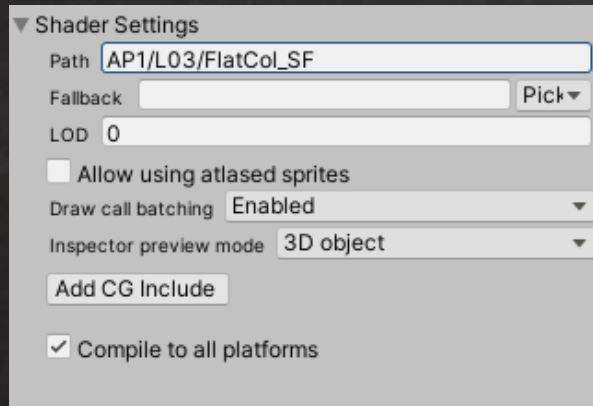 Shader Settings
Path AP1/L03/FlatCol_SF
Fallback Pick
LOD 0
Allow using atlased sprites
Draw call batching Enabled
Inspector preview mode 3D object
Add CG Include
Compile to all platforms